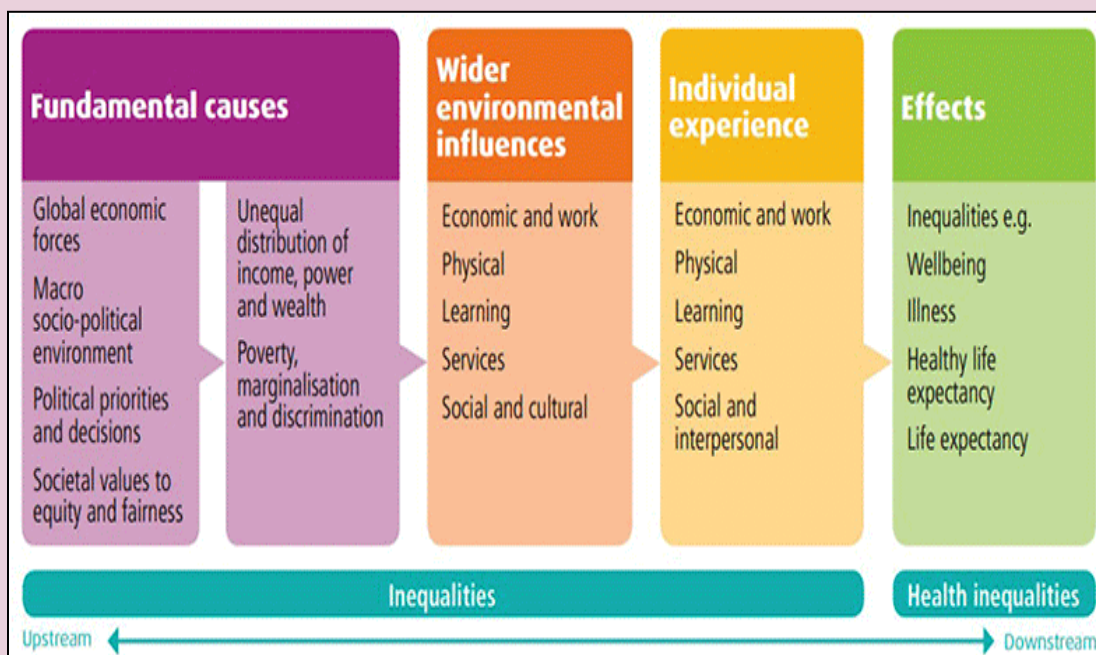 Fundamental causes
Global economic
forces
Macro
socio-political
environment
Political priorities
and decisions
Societal values to
equity and fairness
Unequal
distribution of
income, power
and wealth
Poverty,
marginalisation
and discrimination
Wider
environmental
influences
Economic and work
Physical
Learning
Services
Social and cultural
Individual
experience
Economic and work
Physical
Learning
Services
Social and
interpersonal
Effects
Inequalities e.g.
Wellbeing
Illness
Healthy life
expectancy
Life expectancy
Inequalities
Health inequalities
Upstream
Downstream